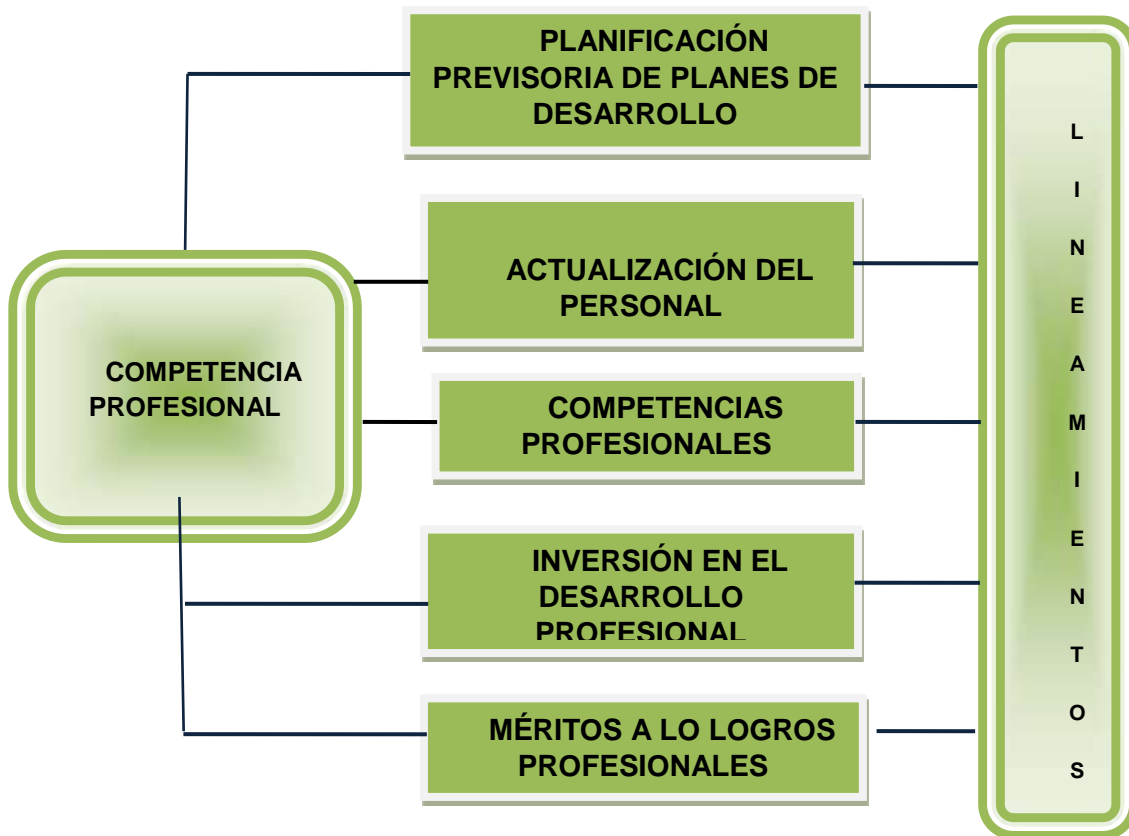 PLANIFICACIÓN
PREVISORIA DE PLANES DE
DESARROLLO
ACTUALIZACIÓN DEL
PERSONAL
COMPETENCIA
PROFESIONAL
COMPETENCIAS
PROFESIONALES
INVERSIÓN EN EL
DESARROLLO
PROFESIONAL
MÉRITOS A LO LOGROS
PROFESIONALES
L
I
N
E
A
M
I
E
N
T
O
S